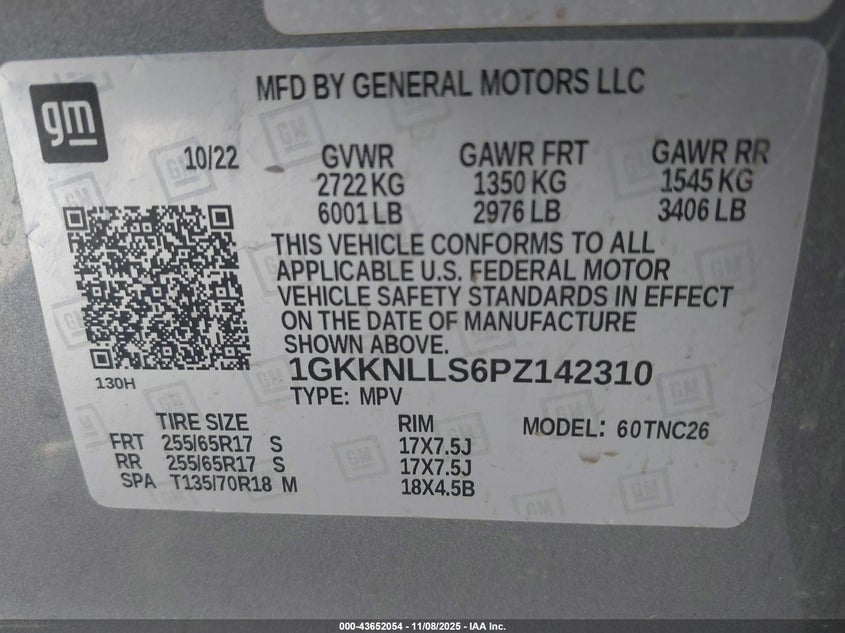 gm
MFD BY GENERAL MOTORS LLC
10/22 GVWR GAWR FRT GAWR RR
2722 KG 1350 KG 1545 KG
6001 LB 2976 LB 3406 LB
THIS VEHICLE CONFORMS TO ALL
APPLICABLE U.S. FEDERAL MOTOR
VEHICLE SAFETY STANDARDS IN EFFECT
ON THE DATE OF MANUFACTURE
SHOWN ABOVE.
130H
1GKKNLLS6PZ142310
TYPE: MPV
TIRE SIZE RIM MODEL: 60TNC26
FRT 255/65R17 S 17X7.5J
RR 255/65R17 S 17X7.5J
SPA T135/70R18 M 18X4.5B
000-43652054 - 11/08/2025 - IAA Inc.